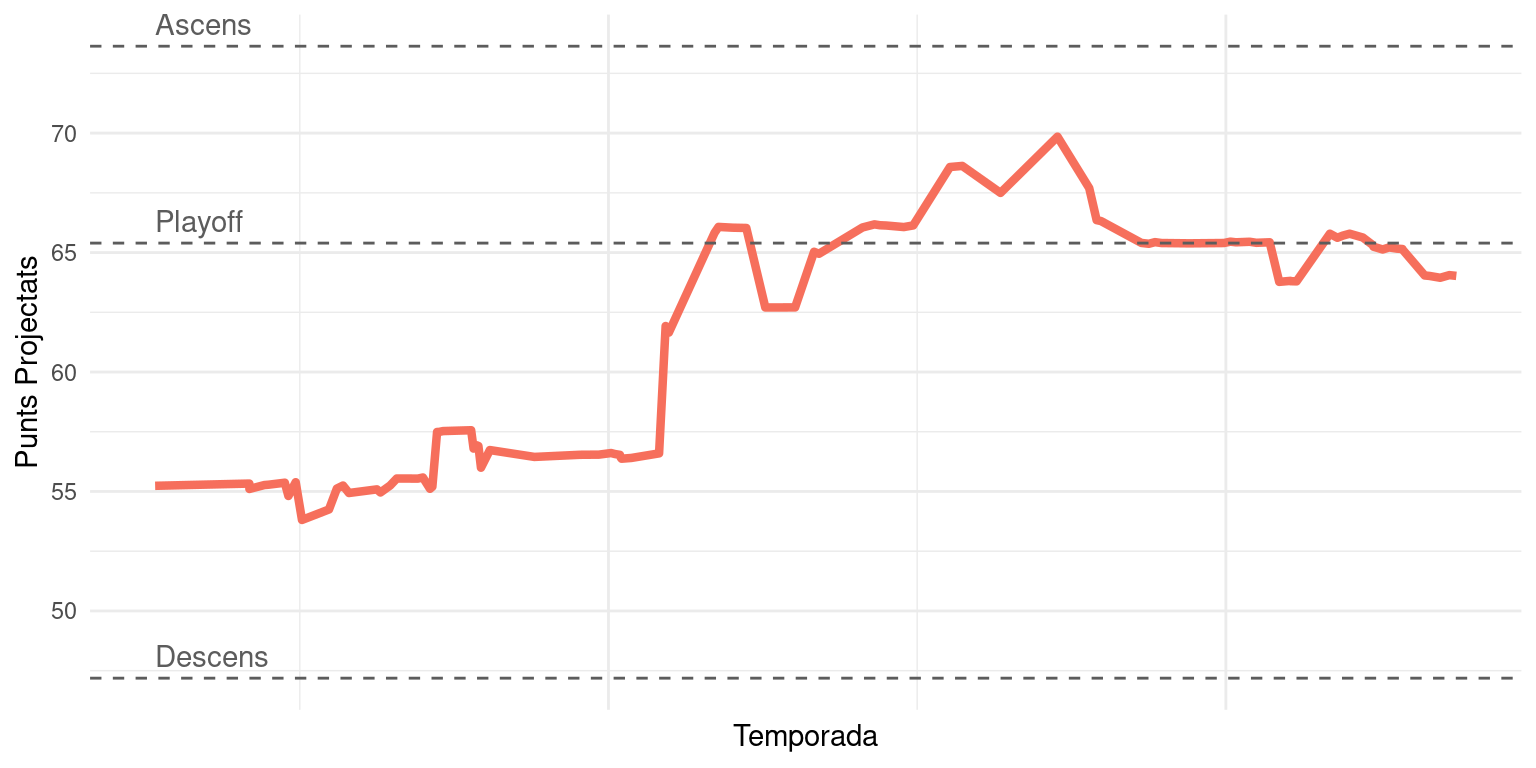 Ascens
70
Playoff
65
Punts Projectats
60
55
50
Descens
Temporada